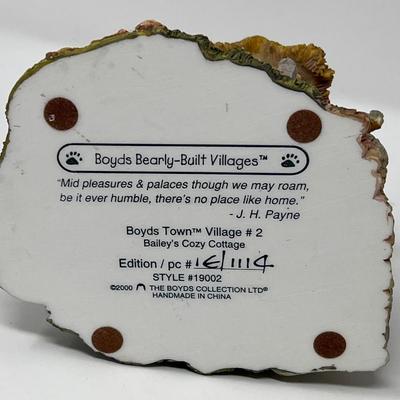 Boyds Bearly-Built Villages™
"Mid pleasures & palaces though we may roam,
be it ever humble, there's no place like home."
- J. H. Payne
Boyds Town™ Village # 2
Bailey's Cozy Cottage
Edition / pc # 1E/1114
STYLE #19002
©2000 THE BOYDS COLLECTION LTD®
HANDMADE IN CHINA